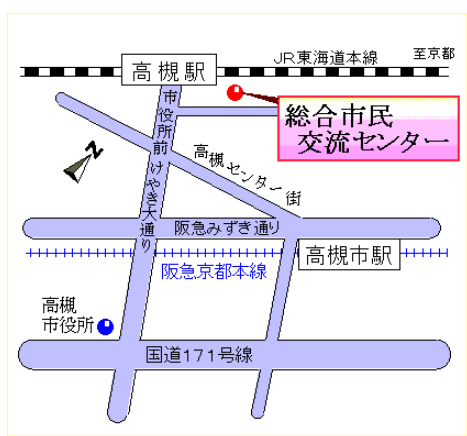 JR東海道本線
至京都
高槻駅
総合市民
交流センター
市役所前けやき大通り
高槻センター街
N
阪急みずき通り
高槻市駅
阪急京都本線
高槻
市役所
国道171号線